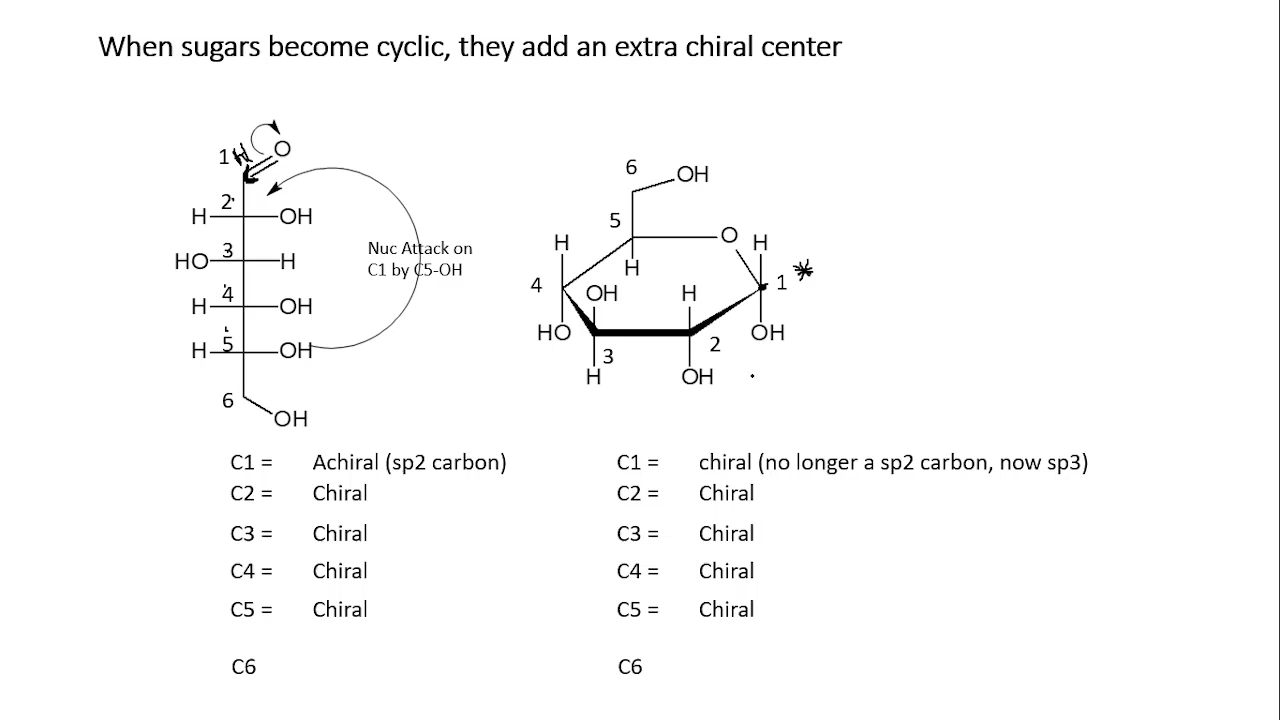 When sugars become cyclic, they add an extra chiral center
1 H O
2
H OH
3
HO H
4
H OH
5
H OH
6
OH
Nuc Attack on
C1 by C5-OH
6 OH
5
O H
H
H
1 *
4
OH H
HO OH
3 2
H OH
C1 = Achiral (sp2 carbon)
C2 = Chiral
C3 = Chiral
C4 = Chiral
C5 = Chiral
C6
C1 = chiral (no longer a sp2 carbon, now sp3)
C2 = Chiral
C3 = Chiral
C4 = Chiral
C5 = Chiral
C6